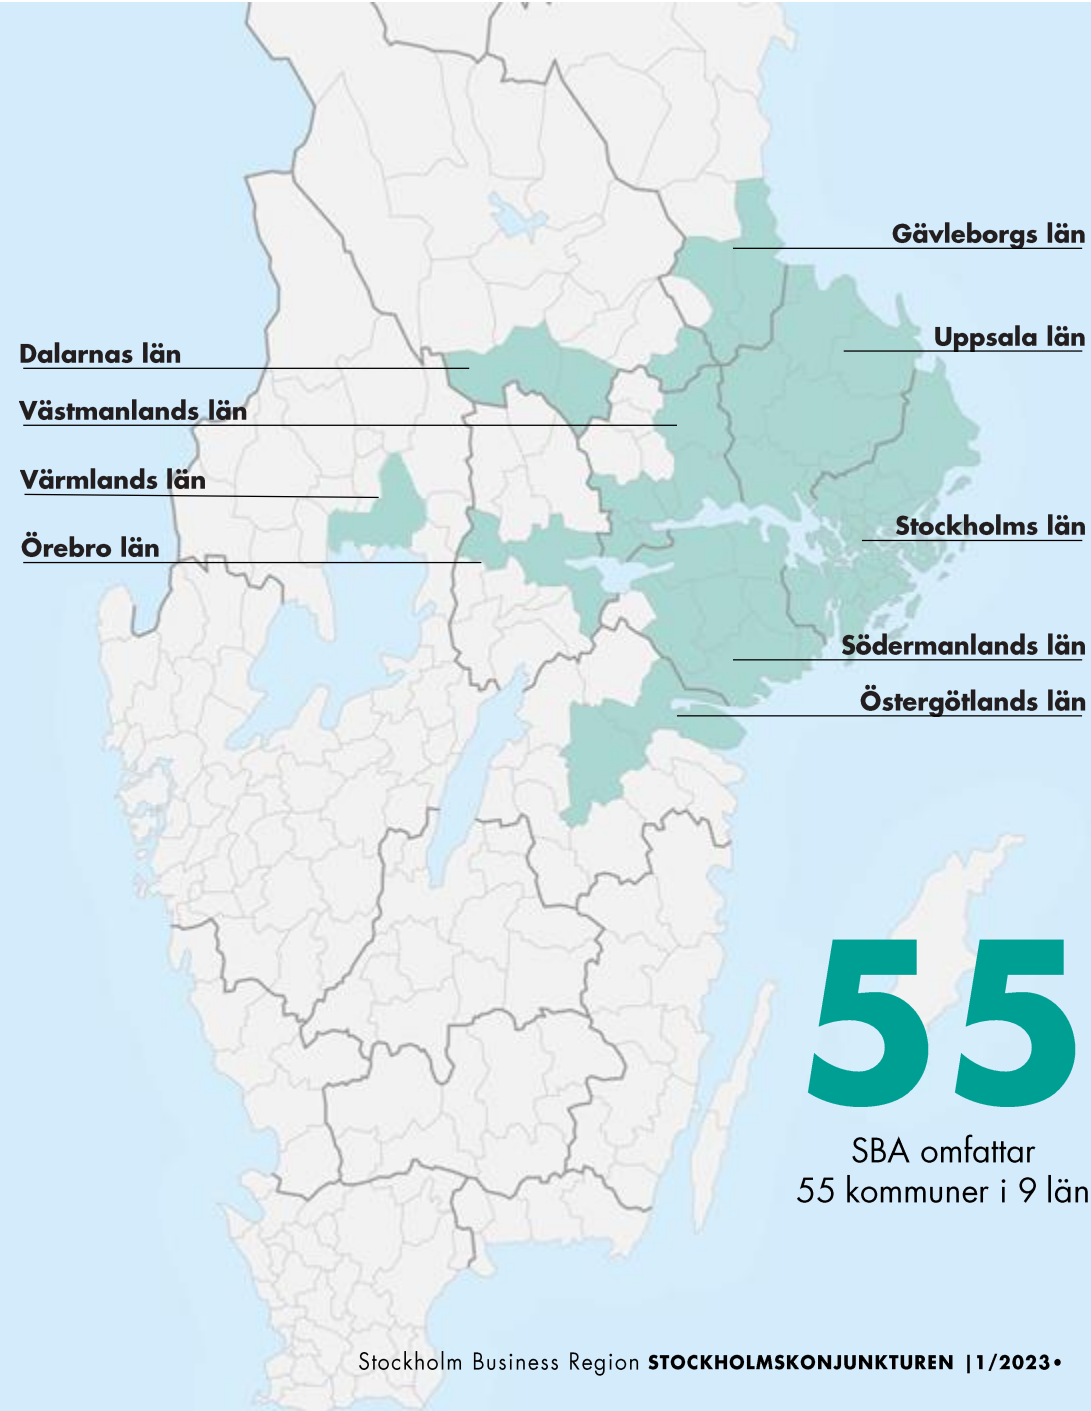 Gävleborgs län
Uppsala län
Dalarnas län
Västmanlands län
Värmlands län
Stockholms län
Örebro län
Södermanlands län
Östergötlands län
55
SBA omfattar
55 kommuner i 9 län
Stockholm Business Region STOCKHOLMSKONJUNKTUREN |1/2023•